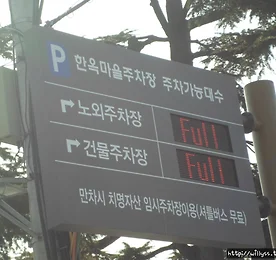 P 한옥마을주차장 주차가능대수
노외주차장 Full
건물주차장 Full
만차시 치명자산 임시주차장이용(셔틀버스 무료)